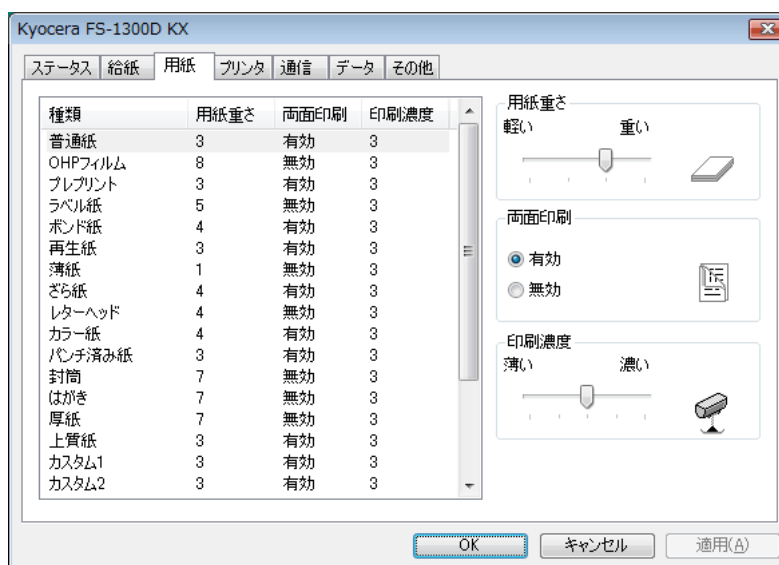 Kyocera FS-1300D KX
ステータス 給紙 用紙 プリンタ 通信 データ その他
種類 用紙重さ 両面印刷 印刷濃度
普通紙 3 有効 3
OHPフィルム 8 無効 3
プレプリント 3 有効 3
ラベル紙 5 無効 3
ボンド紙 4 有効 3
再生紙 3 有効 3
薄紙 1 無効 3
ざら紙 4 有効 3
レターヘッド 4 無効 3
カラー紙 4 有効 3
パンチ済み紙 3 有効 3
封筒 7 無効 3
はがき 7 無効 3
厚紙 7 無効 3
上質紙 3 有効 3
カスタム1 3 有効 3
カスタム2 3 有効 3
用紙重さ
軽い 重い
両面印刷
有効
無効
印刷濃度
薄い 濃い
OK キャンセル 適用(A)